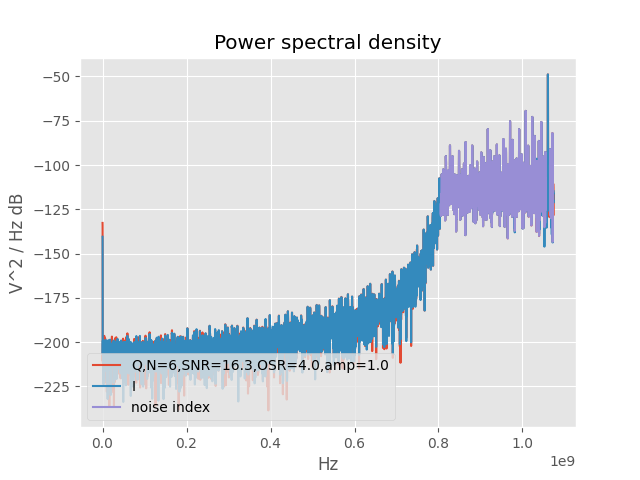 Power spectral density
V^2 / Hz dB
−50
−75
−100
−125
−150
−175
−200
−225
Q,N=6,SNR=16.3,OSR=4.0,amp=1.0
I
noise index
0.0 0.2 0.4 0.6 0.8 1.0
1e9
Hz